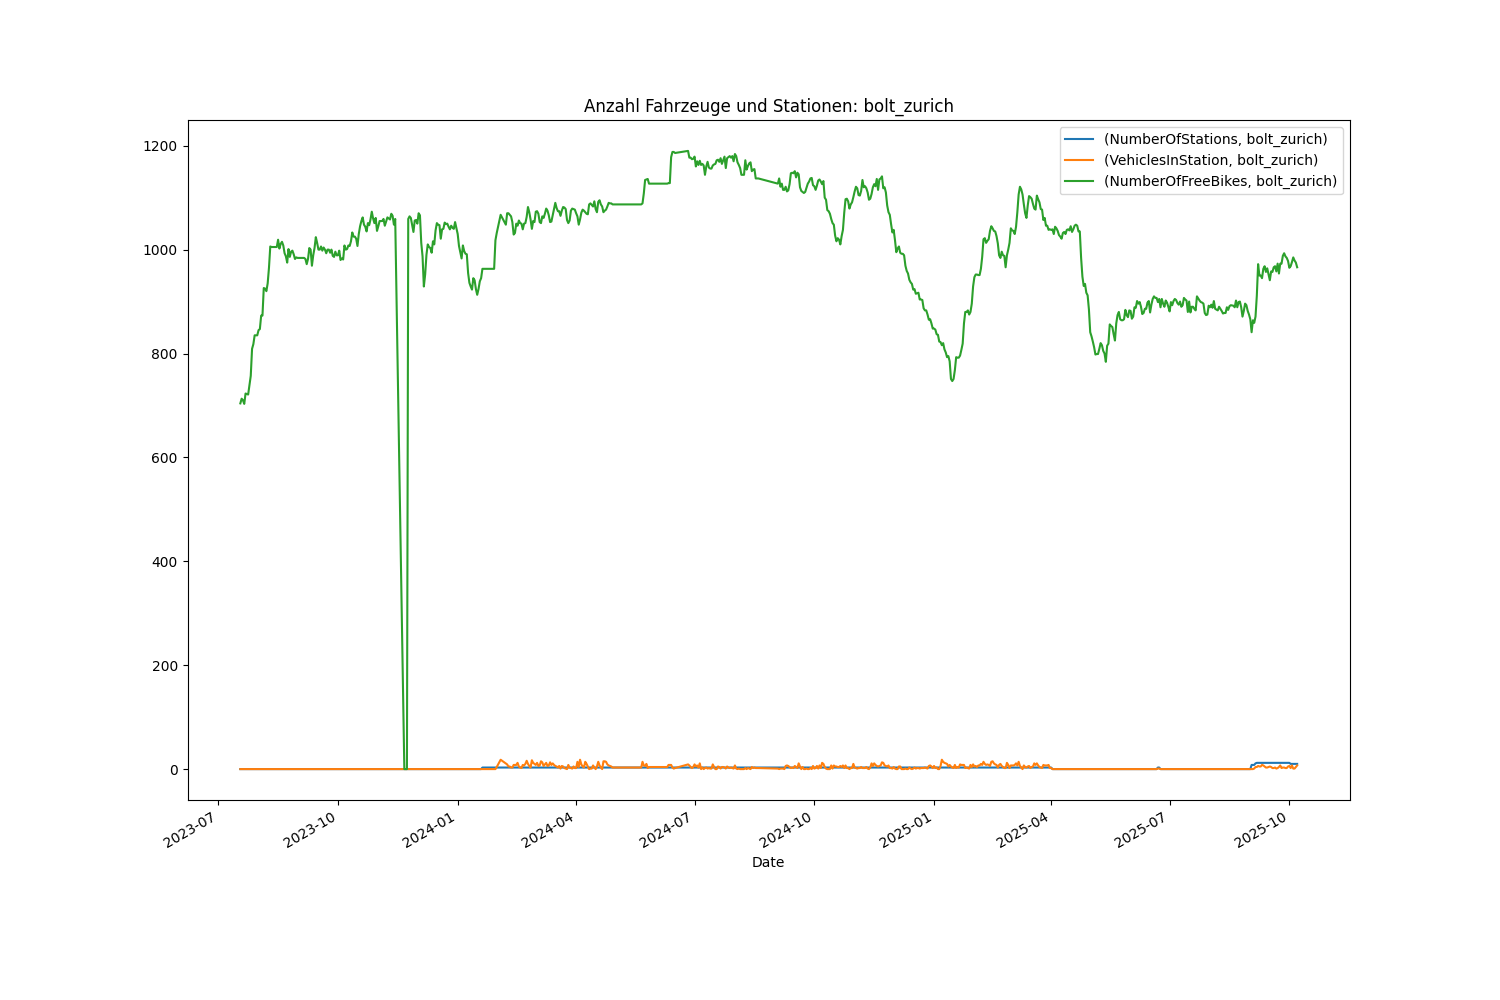 Anzahl Fahrzeuge und Stationen: bolt_zurich
(NumberOfStations, bolt_zurich)
(VehiclesInStation, bolt_zurich)
(NumberOfFreeBikes, bolt_zurich)
1200
1000
800
600
400
200
0
2023-07 2023-10 2024-01 2024-04 2024-07 2024-10 2025-01 2025-04 2025-07 2025-10
Date